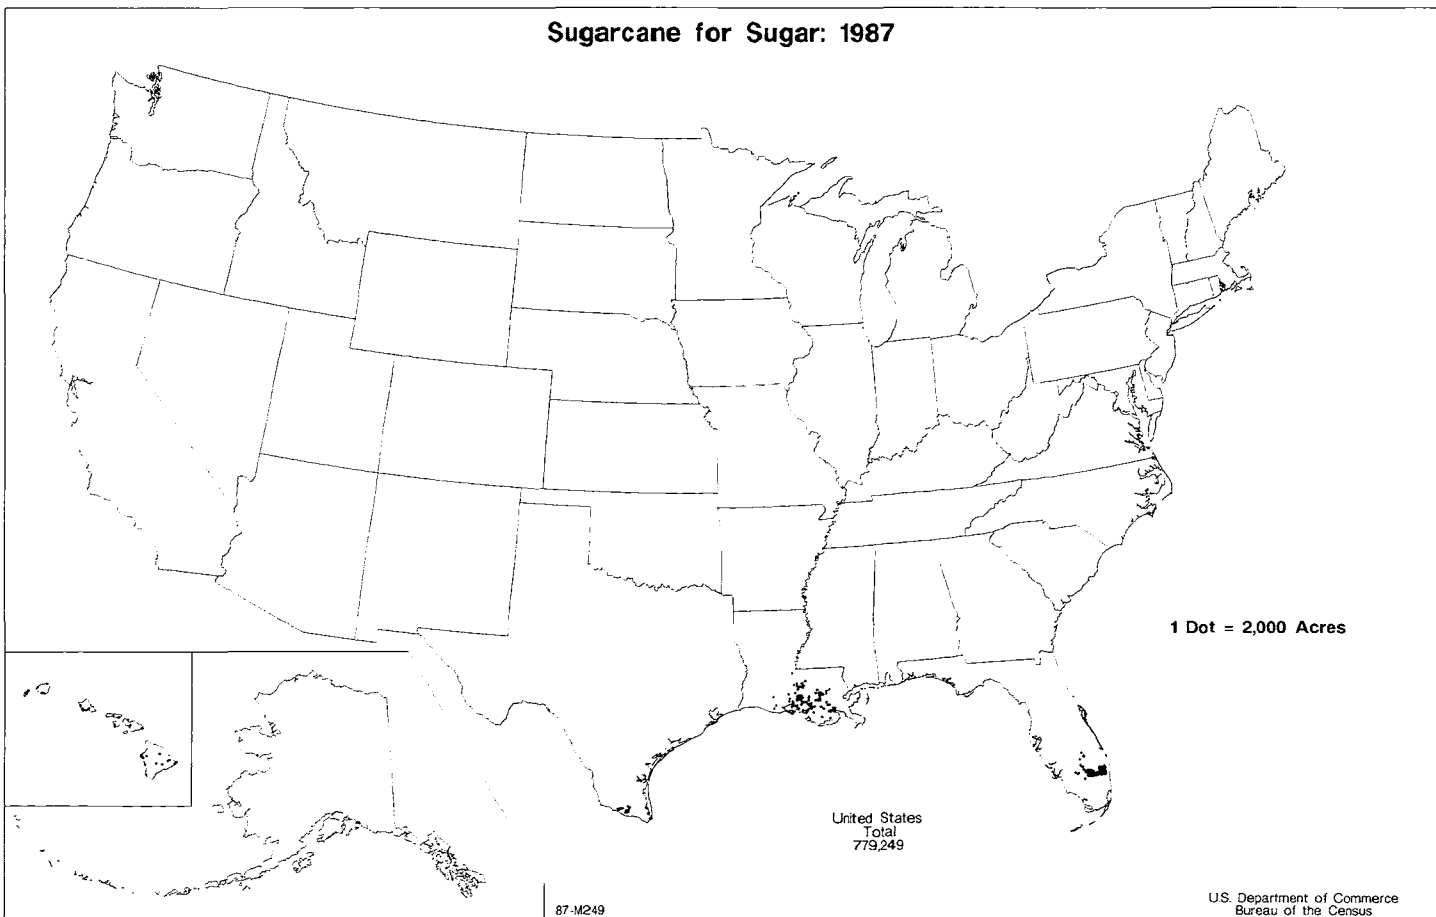 Sugarcane for Sugar: 1987
1 Dot = 2,000 Acres
United States
Total
779,249
87-M249
U.S. Department of Commerce
Bureau of the Census